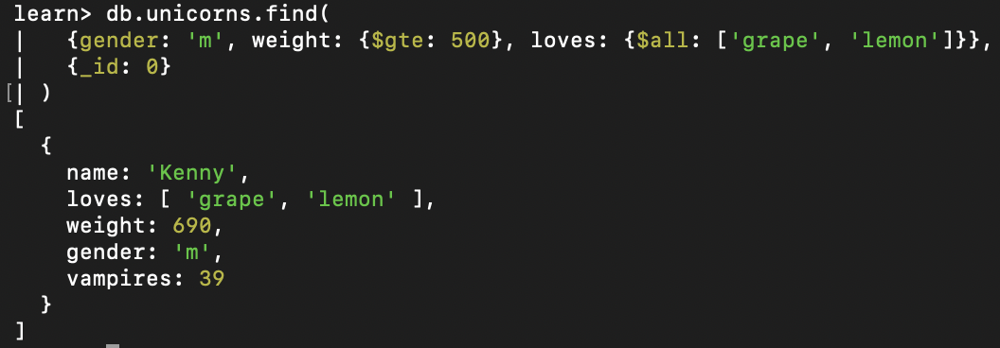 learn> db.unicorns.find(
|   {gender: 'm', weight: {$gte: 500}, loves: {$all: ['grape', 'lemon']}},
|   {_id: 0}
[| )
[
  {
    name: 'Kenny',
    loves: [ 'grape', 'lemon' ],
    weight: 690,
    gender: 'm',
    vampires: 39
  }
]